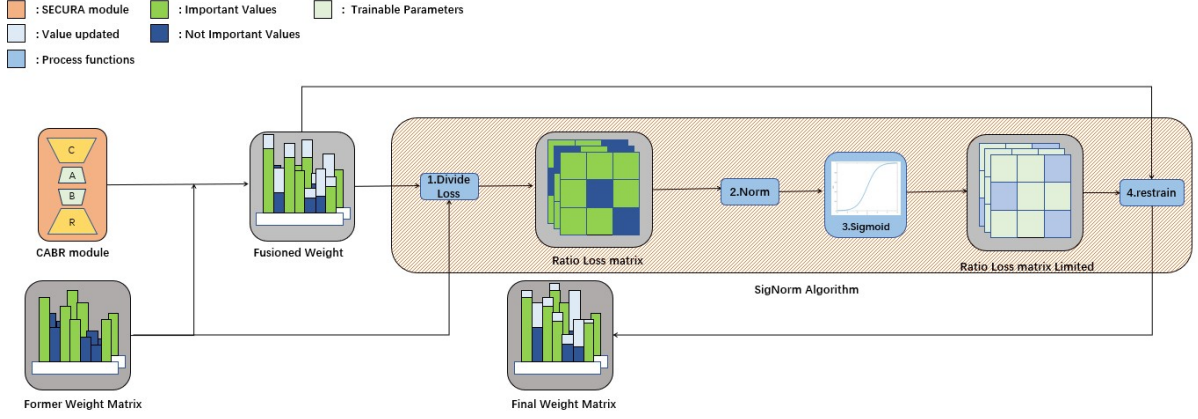 : SECURA module
: Important Values
: Trainable Parameters
: Value updated
: Not Important Values
: Process functions
C
A
B
R
CABR module
Fusioned Weight
1.Divide
Loss
Ratio Loss matrix
2.Norm
3.Sigmoid
Ratio Loss matrix Limited
4.restrain
SigNorm Algorithm
Former Weight Matrix
Final Weight Matrix